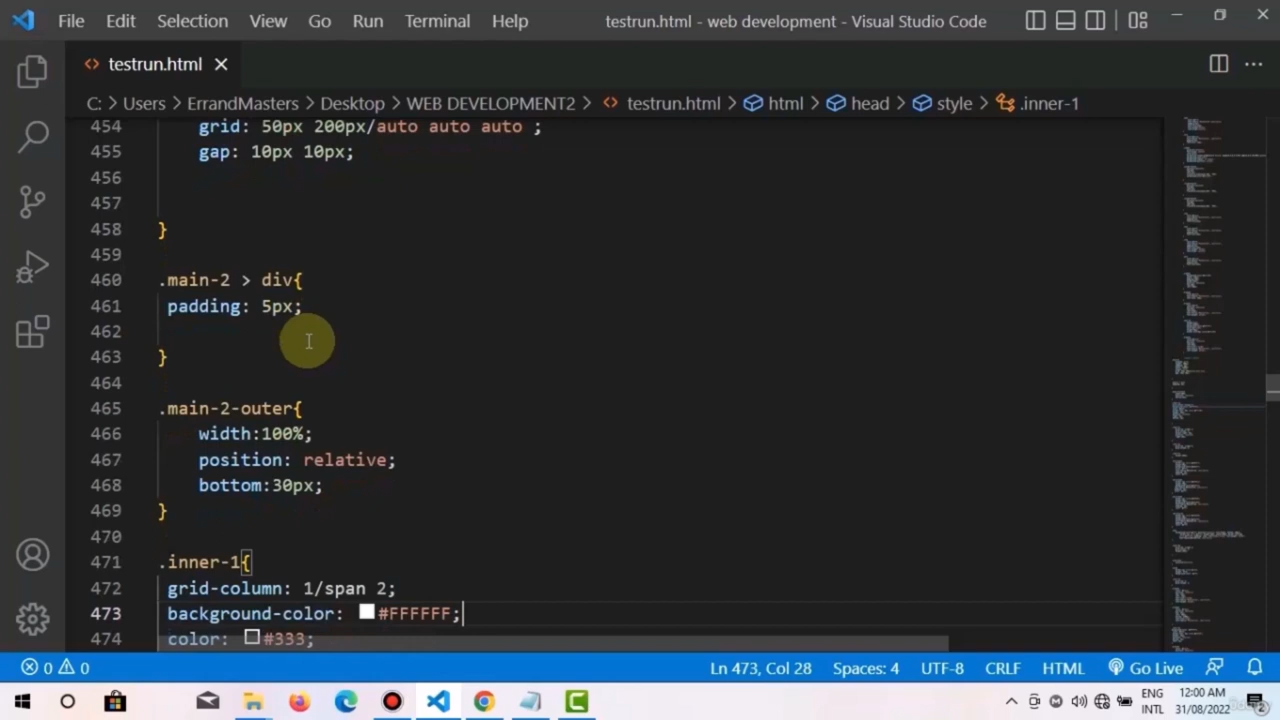 File Edit Selection View Go Run Terminal Help testrun.html - web development - Visual Studio Code
testrun.html
C: > Users > ErrandMasters > Desktop > WEB DEVELOPMENT2 > testrun.html > html > head > style > .inner-1
454 grid: 50px 200px/auto auto auto ;
455 gap: 10px 10px;
456
457
458 }
459
460 .main-2 > div{
461 padding: 5px;
462
463 }
464
465 .main-2-outer{
466 width:100%;
467 position: relative;
468 bottom:30px;
469 }
470
471 .inner-1{
472 grid-column: 1/span 2;
473 background-color: #FFFFFF;
474 color: #333;
0 0 Ln 473, Col 28 Spaces: 4 UTF-8 CRLF HTML Go Live
ENG 12:00 AM
INTL 31/08/2022 2